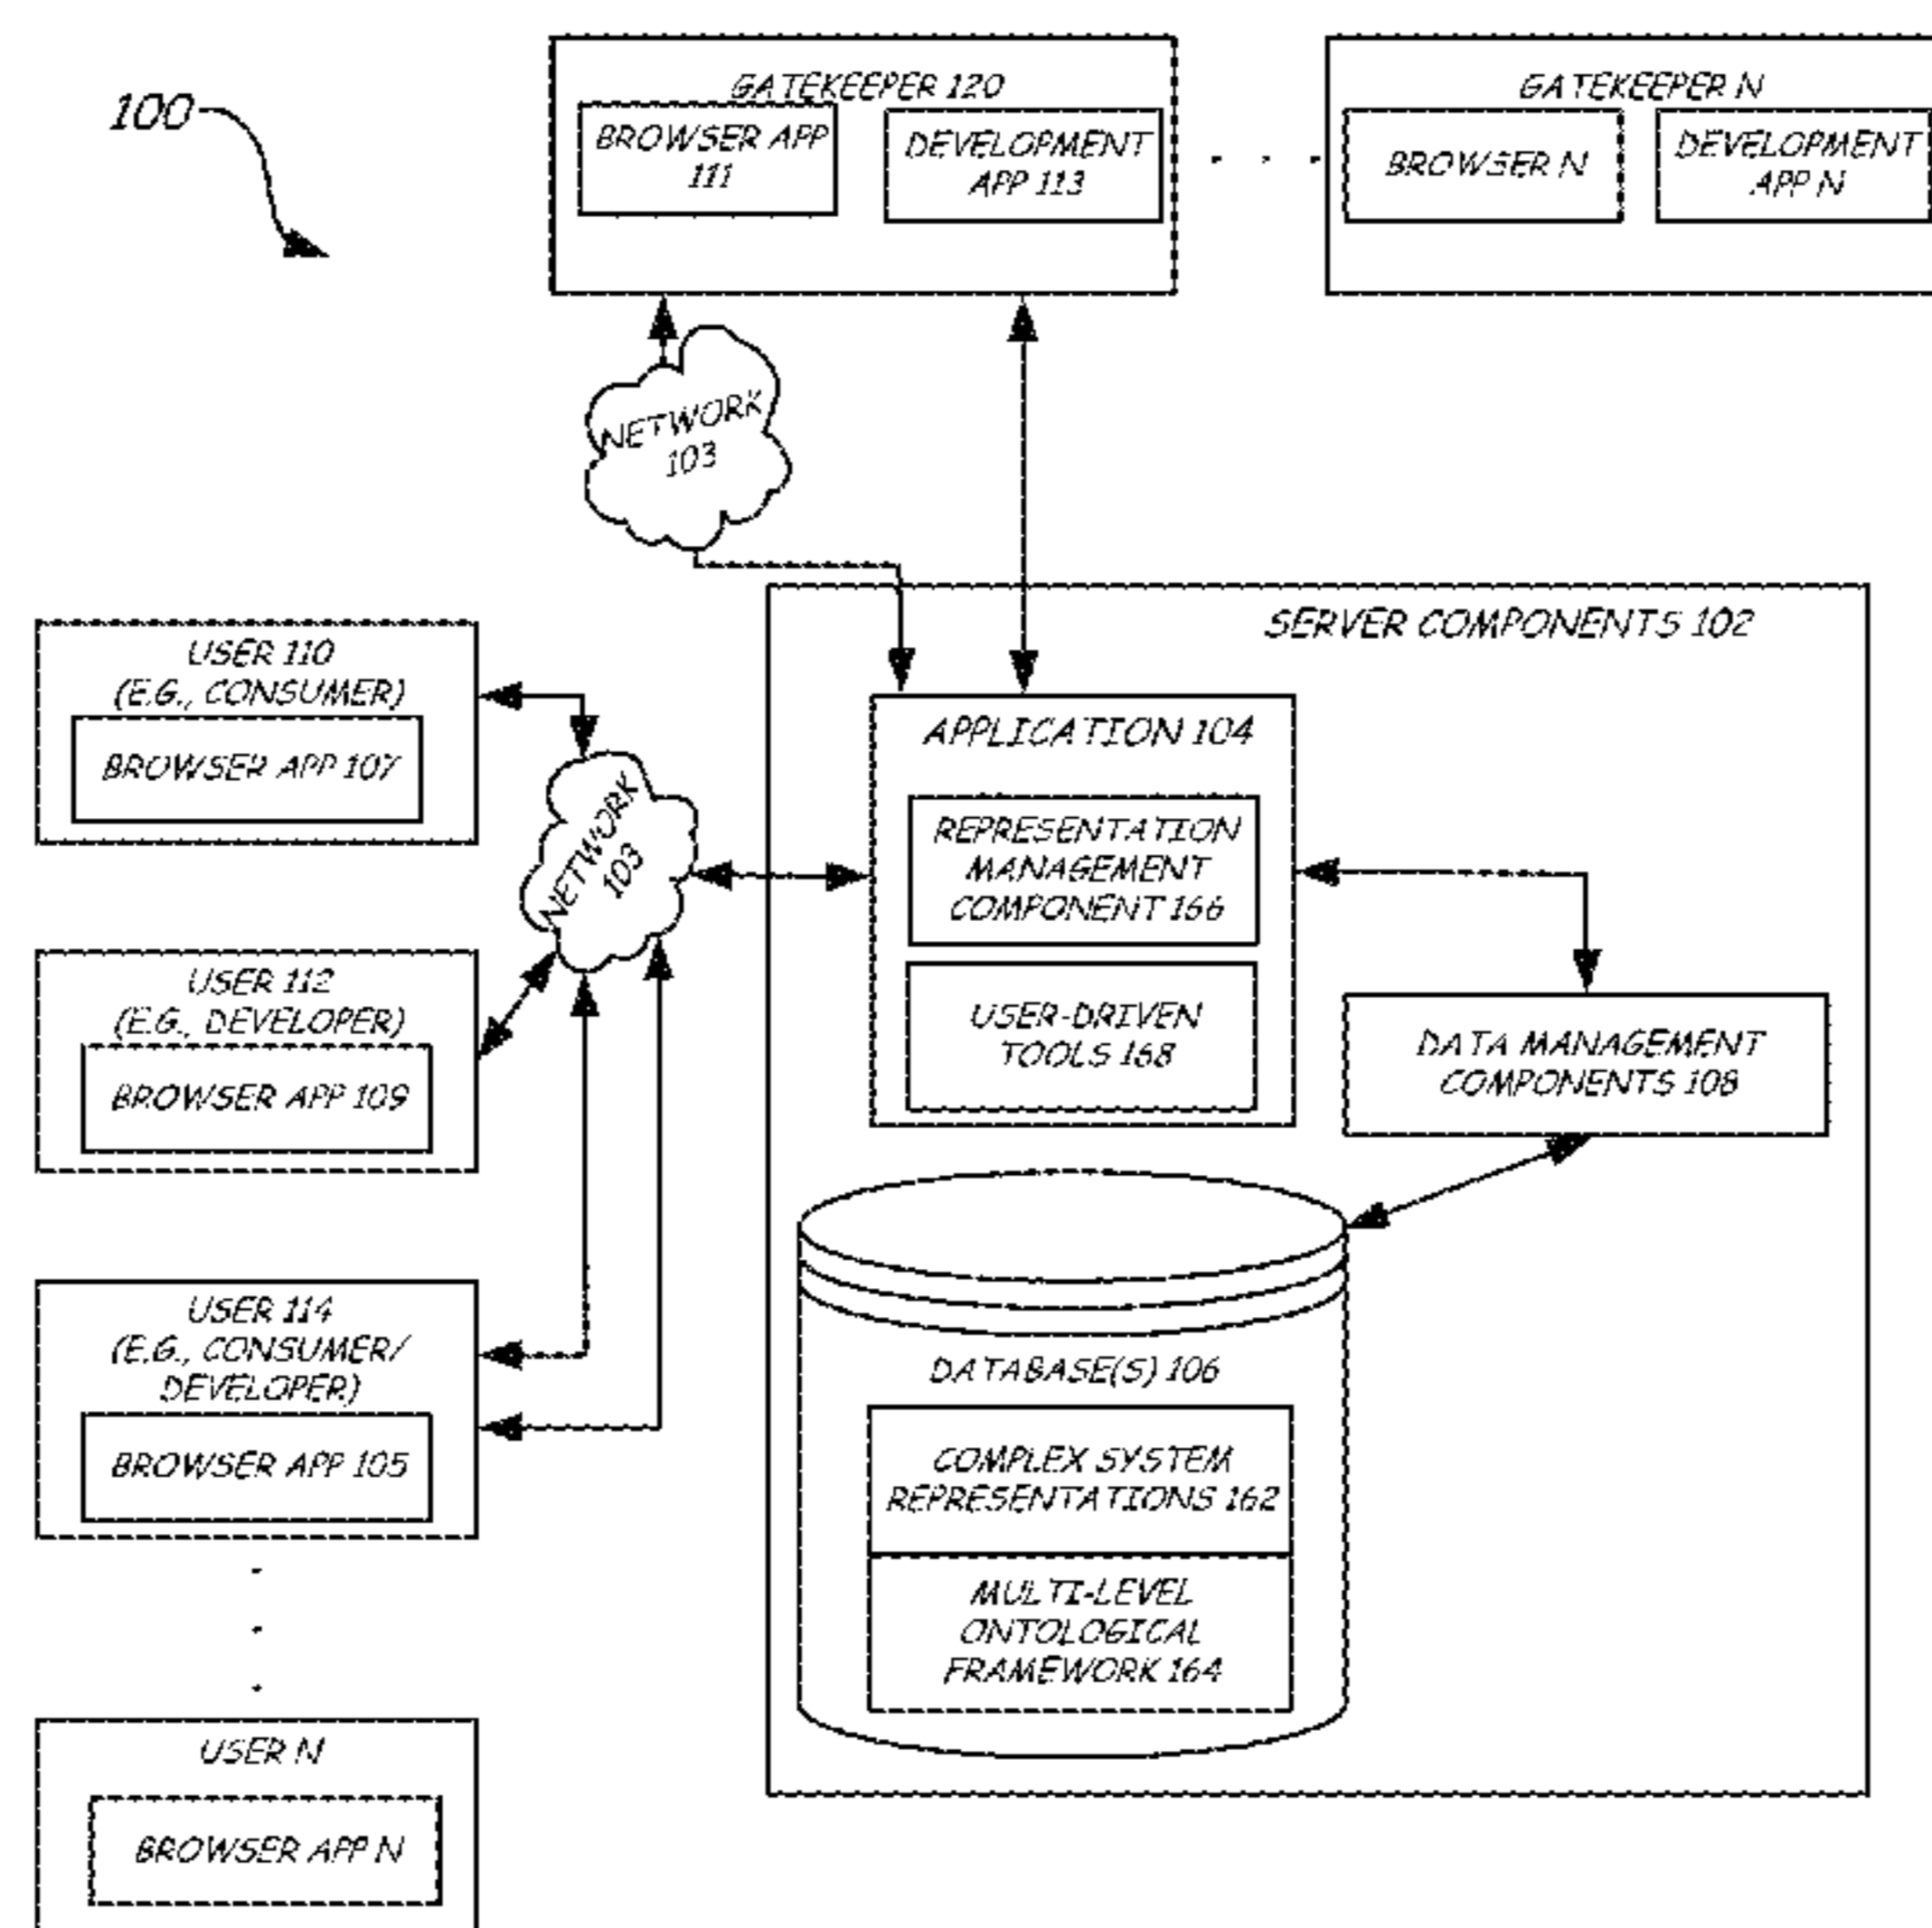 100
GATEKEEPER 120
BROWSER APP
111
DEVELOPMENT
APP 113
GATEKEEPER N
BROWSER N
DEVELOPMENT
APP N
NETWORK
103
SERVER COMPONENTS 102
USER 110
(E.G., CONSUMER)
BROWSER APP 107
NETWORK
103
APPLICATION 104
REPRESENTATION
MANAGEMENT
COMPONENT 166
USER-DRIVEN
TOOLS 168
USER 112
(E.G., DEVELOPER)
BROWSER APP 109
DATA MANAGEMENT
COMPONENTS 108
USER 114
(E.G., CONSUMER/
DEVELOPER)
BROWSER APP 105
DATABASE(S) 106
COMPLEX SYSTEM
REPRESENTATIONS 162
MULTI-LEVEL
ONTOLOGICAL
FRAMEWORK 164
USER N
BROWSER APP N